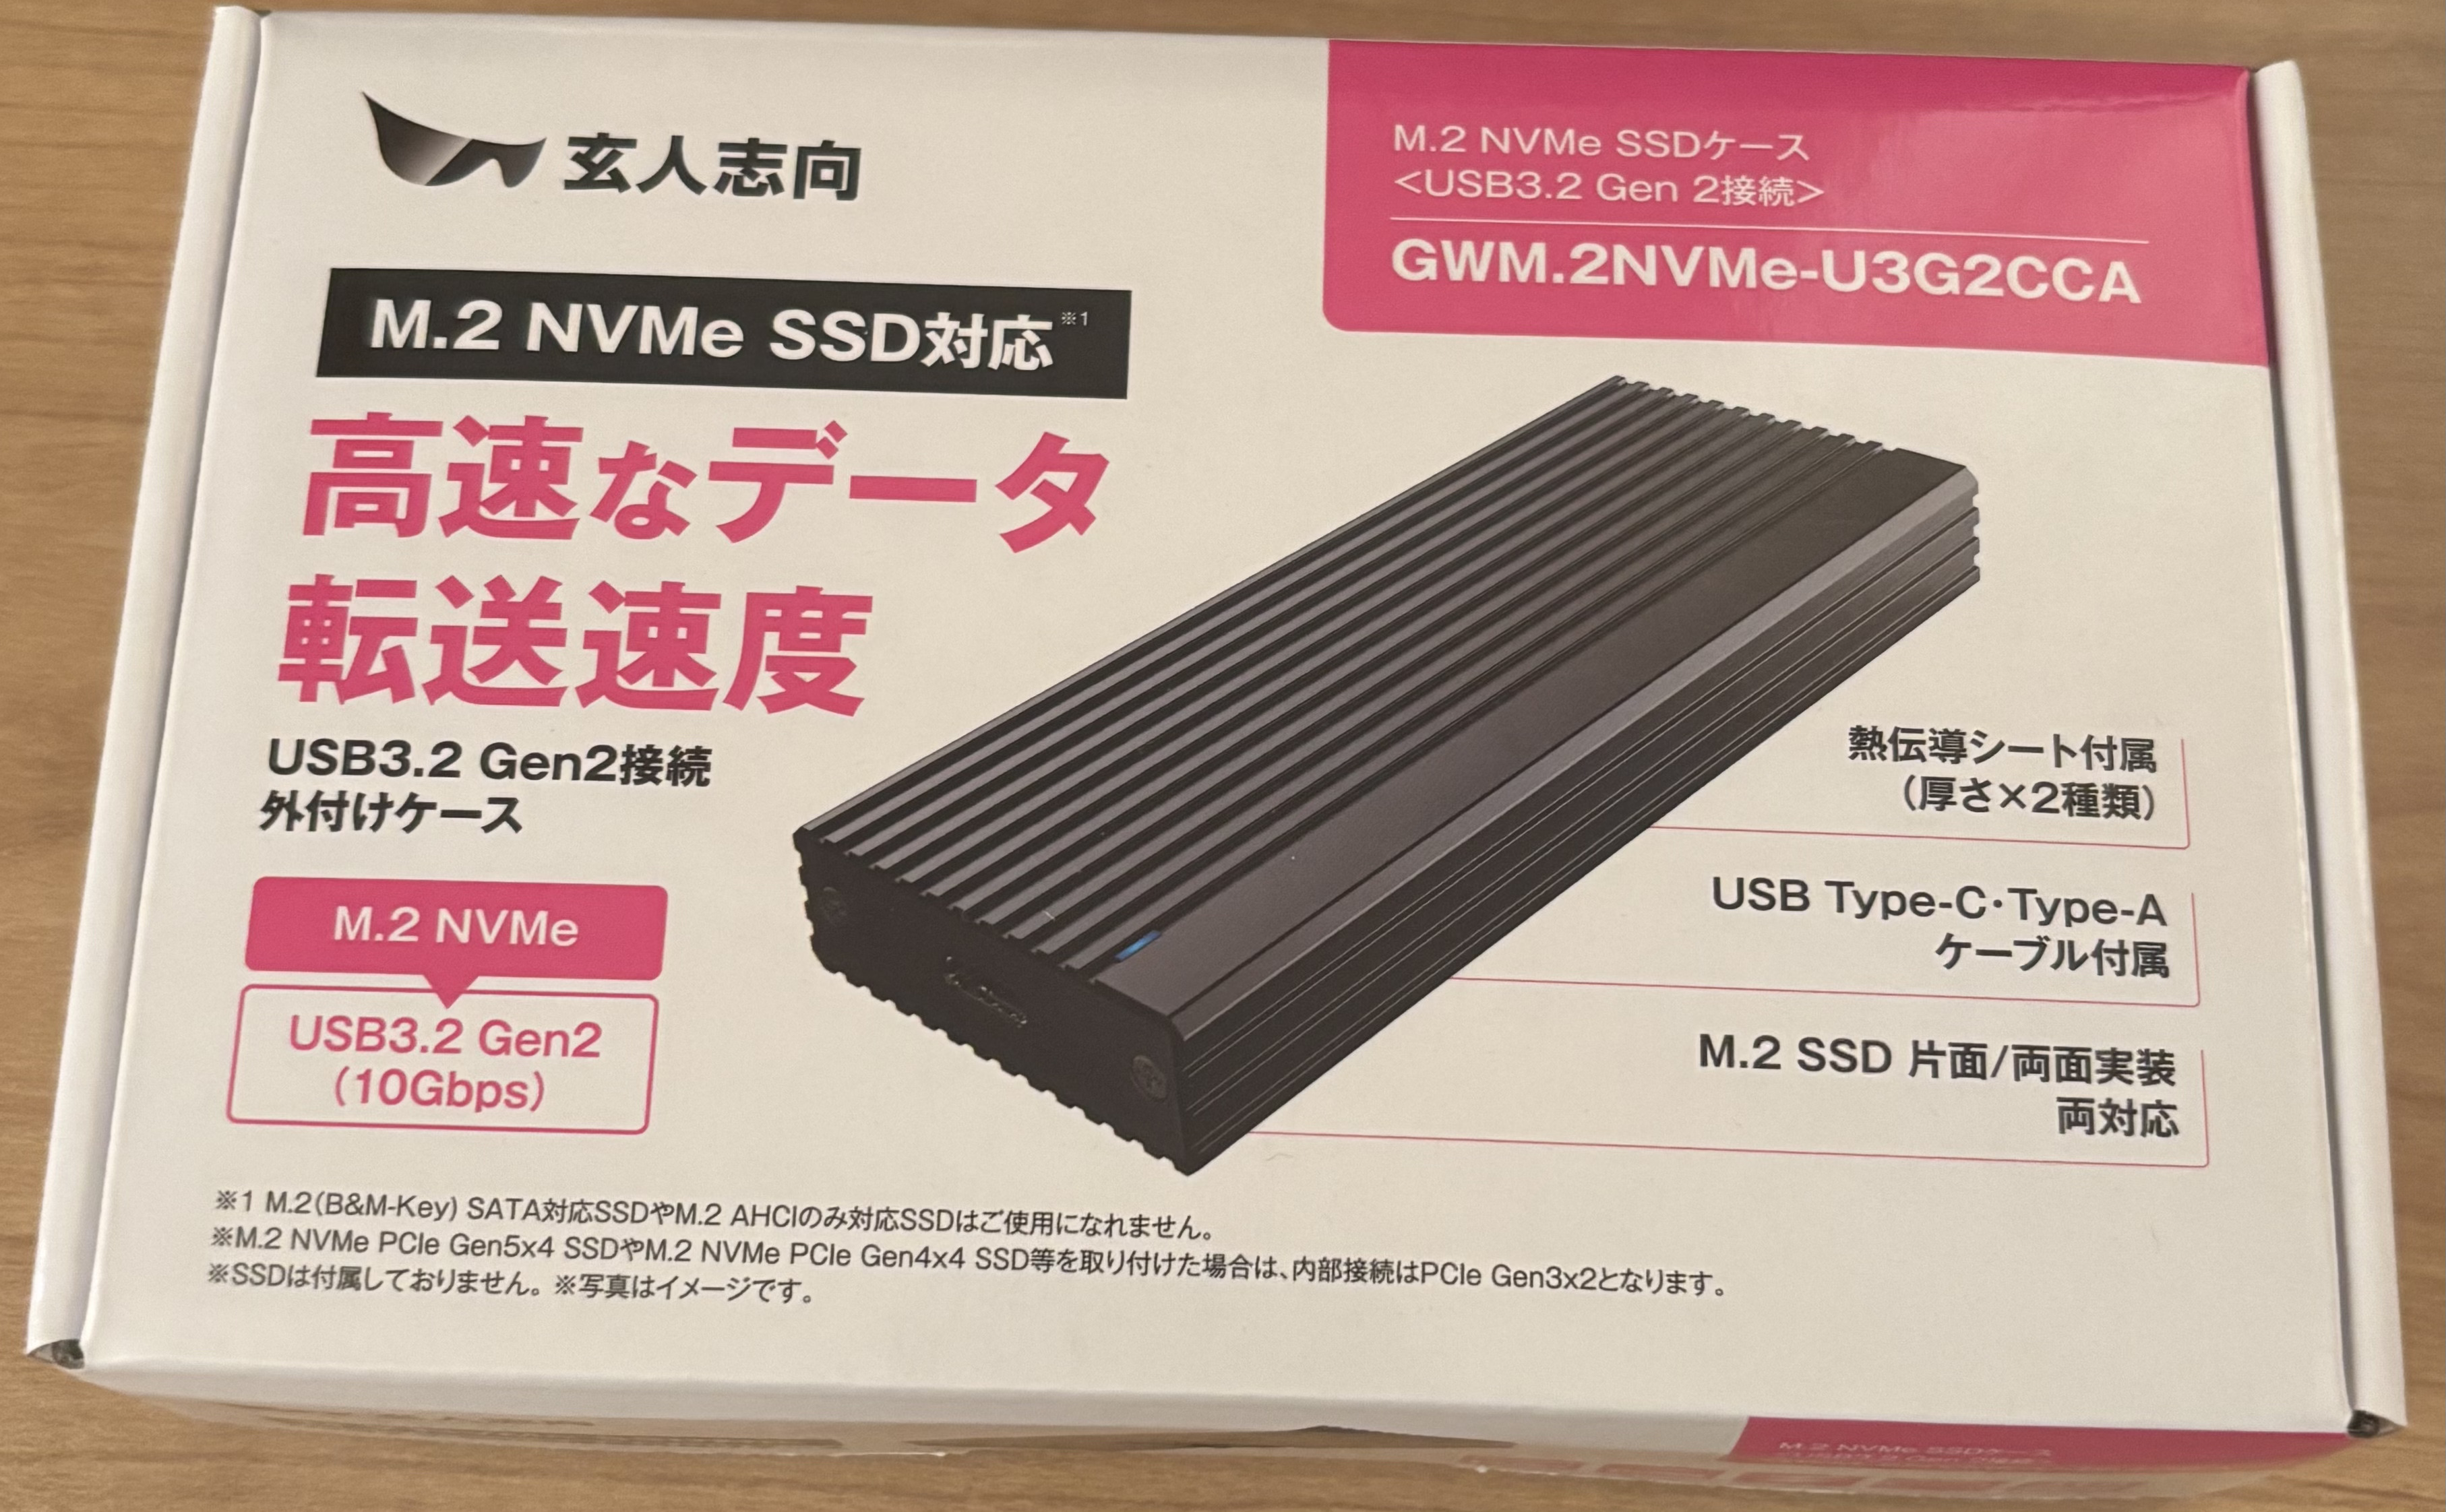 玄人志向
M.2 NVMe SSDケース
<USB3.2 Gen 2接続>
GWM.2NVMe-U3G2CCA
M.2 NVMe SSD対応※1
高速なデータ
転送速度
USB3.2 Gen2接続
外付けケース
M.2 NVMe
USB3.2 Gen2
(10Gbps)
熱伝導シート付属
(厚さ×2種類)
USB Type-C・Type-A
ケーブル付属
M.2 SSD 片面/両面実装
両対応
※1 M.2(B&M-Key) SATA対応SSDやM.2 AHCIのみ対応SSDはご使用になれません。
※M.2 NVMe PCIe Gen5x4 SSDやM.2 NVMe PCIe Gen4x4 SSD等を取り付けた場合は、内部接続はPCIe Gen3x2となります。
※SSDは付属しておりません。※写真はイメージです。
M.2 NVMe SSDケース